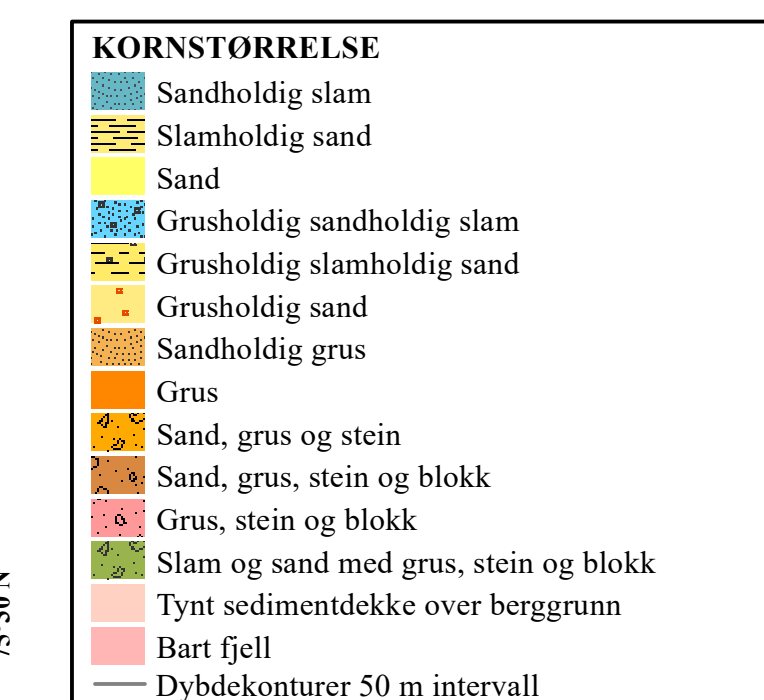 KORNSTØRRELSE
Sandholdig slam
Slamholdig sand
Sand
Grusholdig sandholdig slam
Grusholdig slamholdig sand
Grusholdig sand
Sandholdig grus
Grus
Sand, grus og stein
Sand, grus, stein og blokk
Grus, stein og blokk
Slam og sand med grus, stein og blokk
Tynt sedimentdekke over berggrunn
Bart fjell
Dybdekonturer 50 m intervall